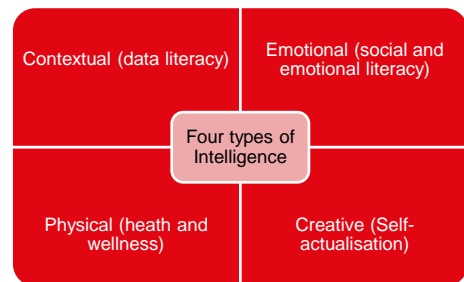 Contextual (data literacy)
Emotional (social and
emotional literacy)
Four types of
Intelligence
Physical (heath and
wellness)
Creative (Self-
actualisation)